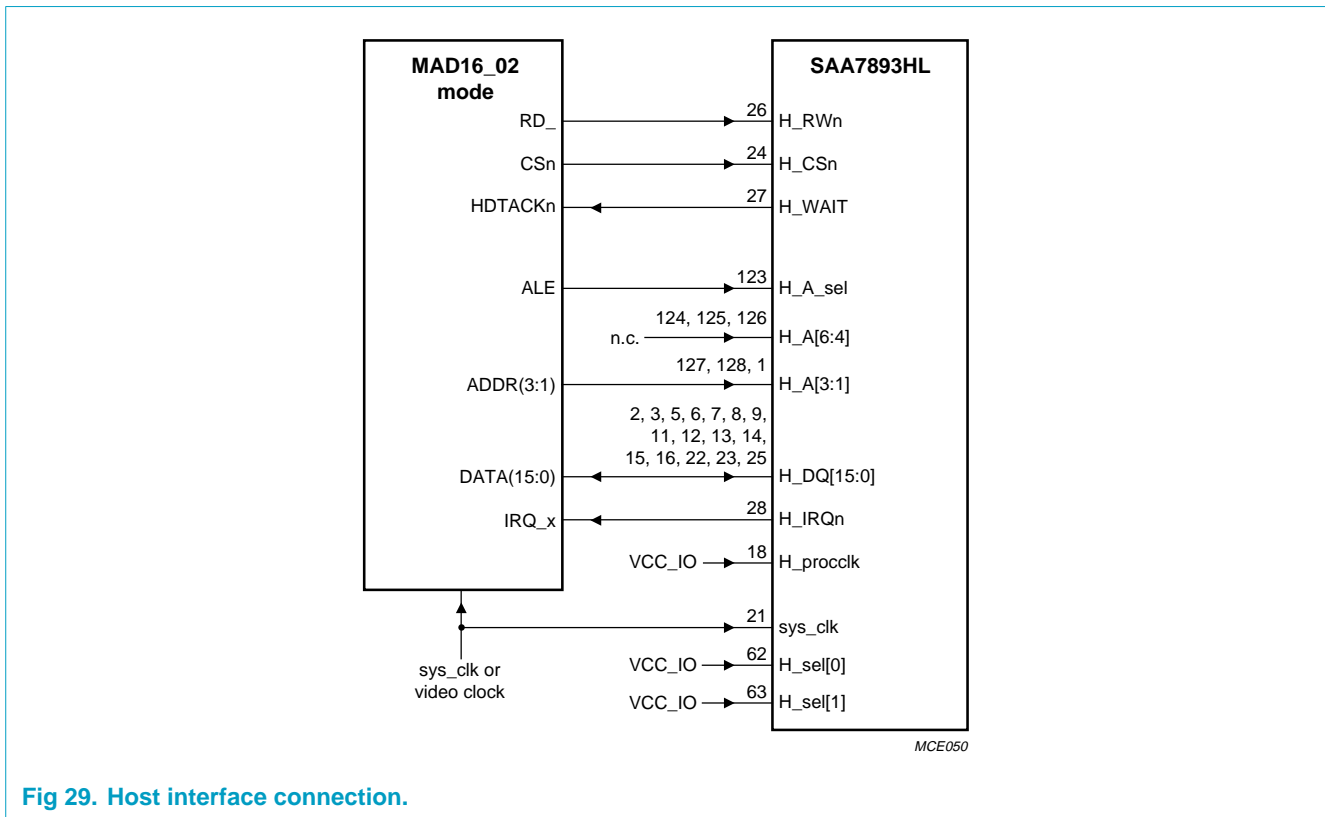 MAD16_02
mode
SAA7893HL
RD_
26
H_RWn
CSn
24
H_CSn
HDTACKn
27
H_WAIT
ALE
123
H_A_sel
124, 125, 126
n.c.
H_A[6:4]
127, 128, 1
ADDR(3:1)
H_A[3:1]
2, 3, 5, 6, 7, 8, 9,
11, 12, 13, 14,
15, 16, 22, 23, 25
DATA(15:0)
H_DQ[15:0]
IRQ_x
28
H_IRQn
VCC_IO
18
H_procclk
21
sys_clk
sys_clk or
video clock
VCC_IO
62
H_sel[0]
VCC_IO
63
H_sel[1]
MCE050
Fig 29. Host interface connection.